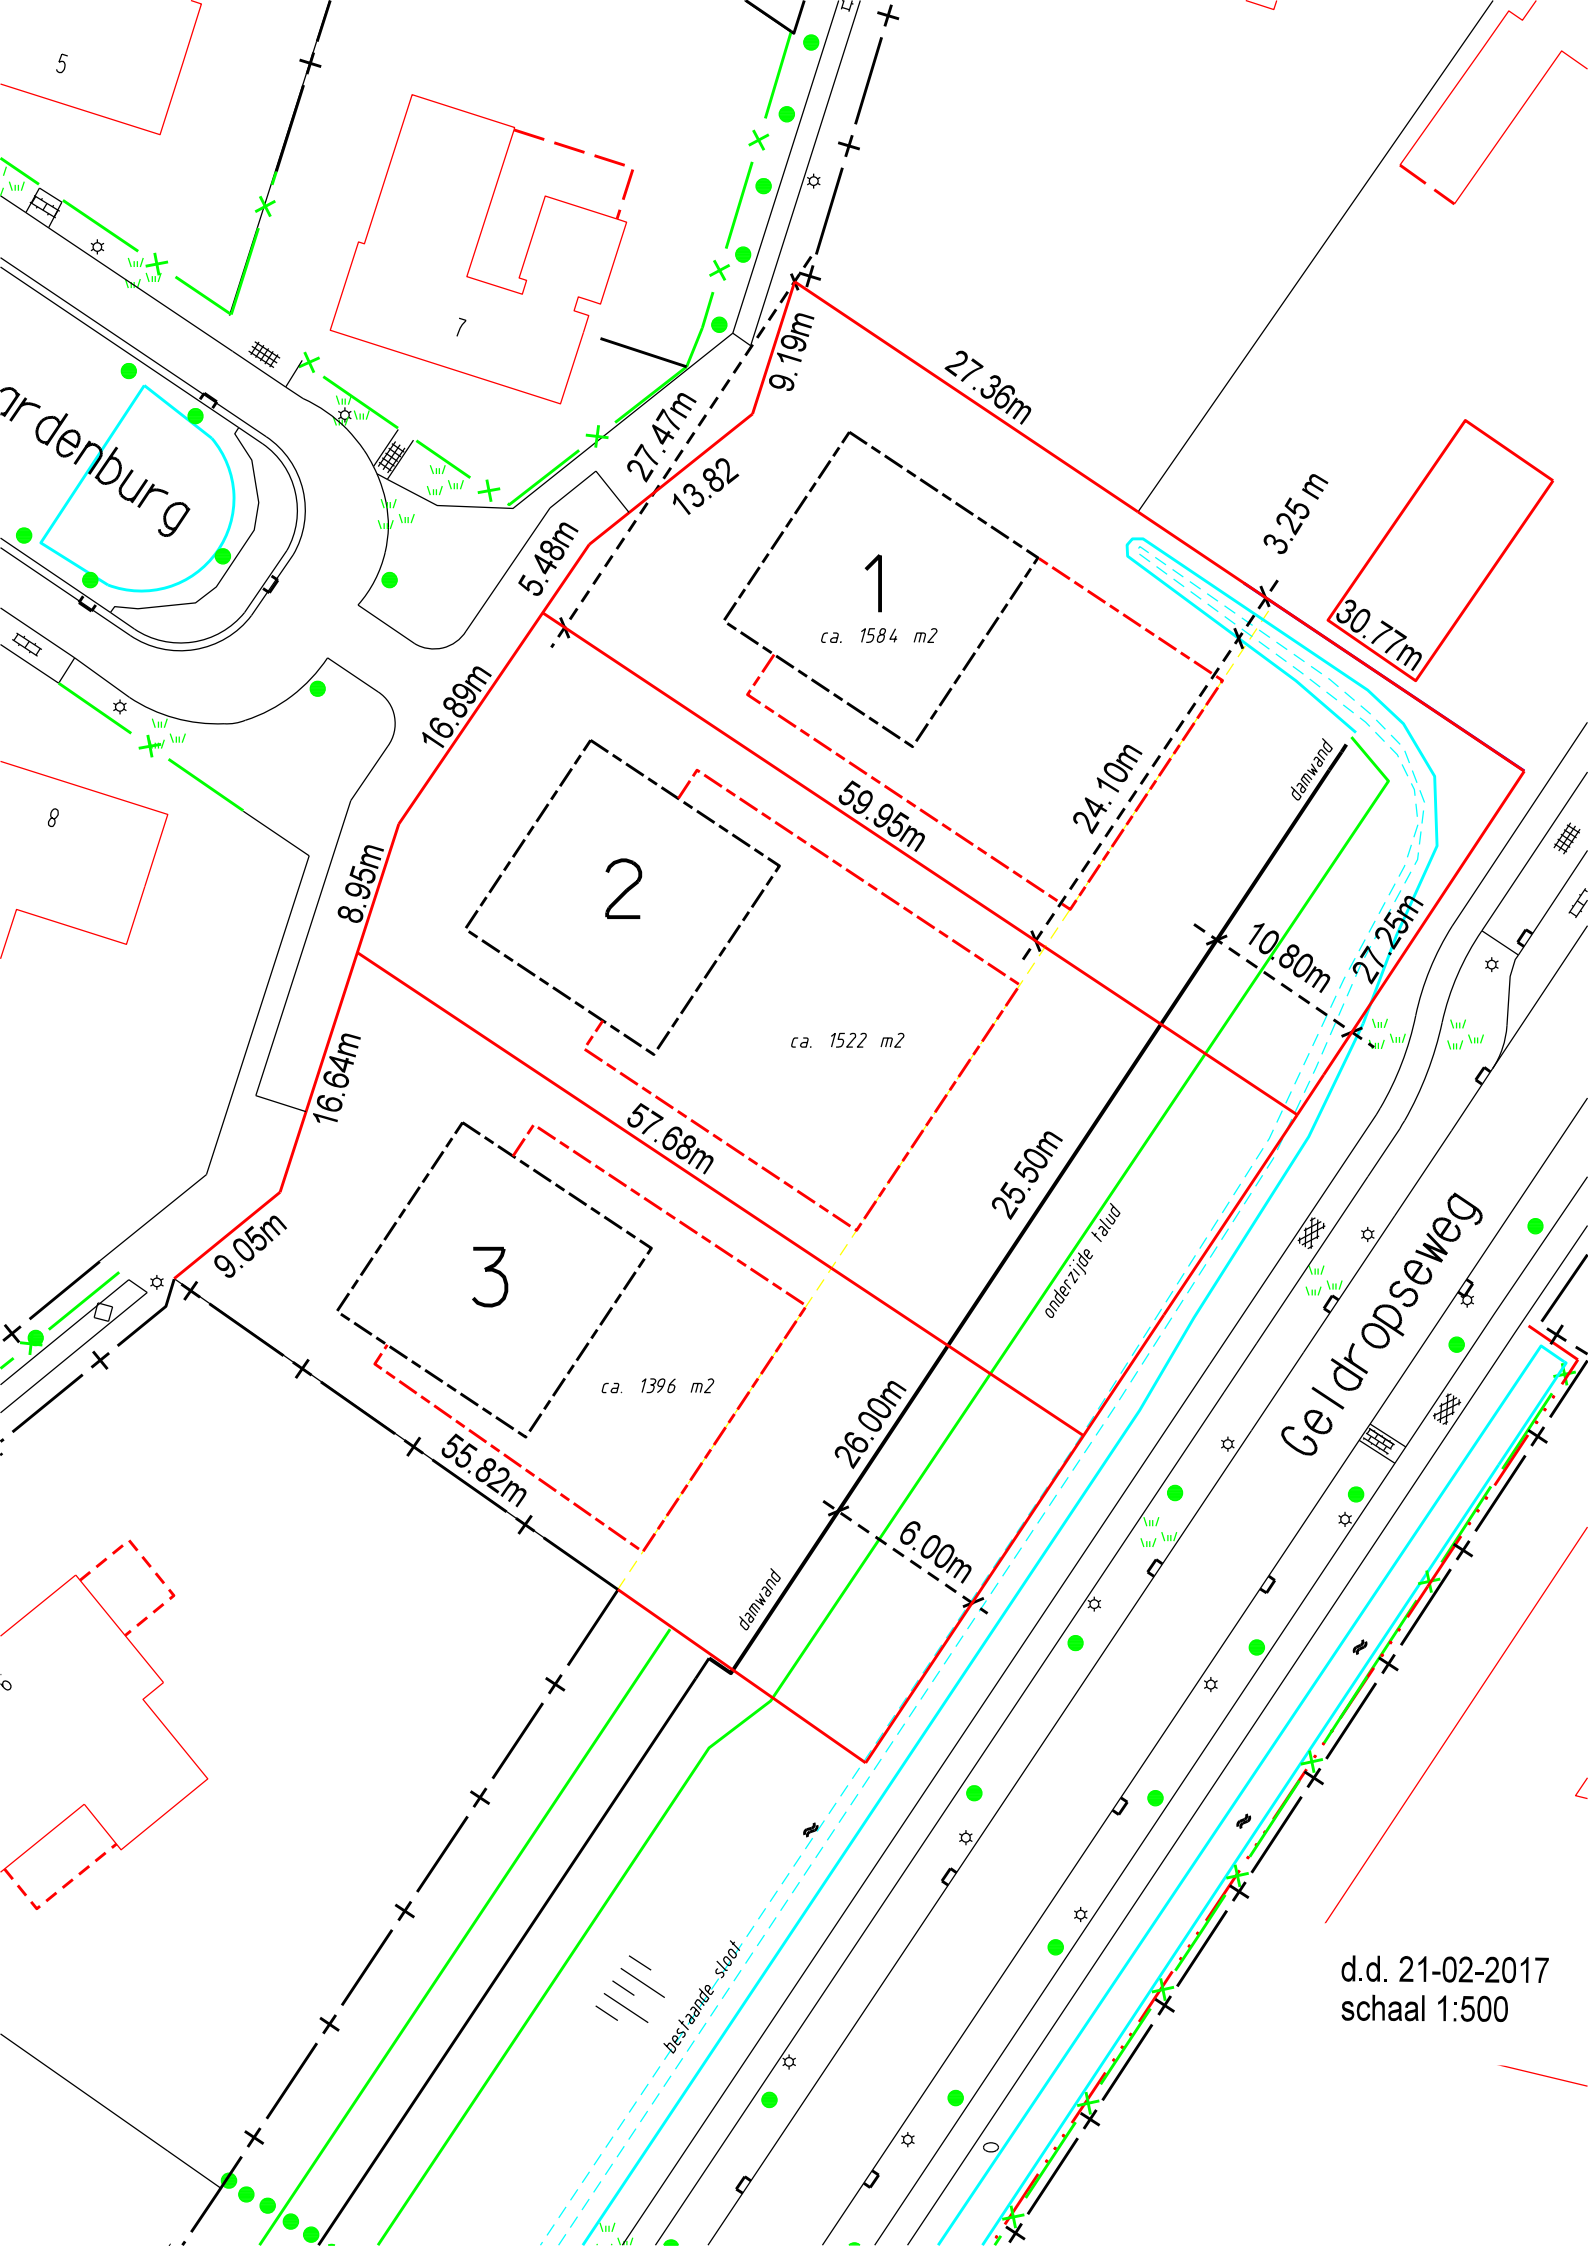 5
7
9.19m
27.36m
27.47m
13.82
ardenburg
5.48m
3.25 m
1
ca. 1584 m2
30.77m
16.89m
damwand
24.10m
59.95m
8
8.95m
2
10.80m
27.25m
ca. 1522 m2
16.64m
57.68m
25.50m
onderzijde talud
Geldropseweg
9.05m
3
ca. 1396 m2
26.00m
55.82m
6.00m
damwand
bestaande sloot
d.d. 21-02-2017
schaal 1:500